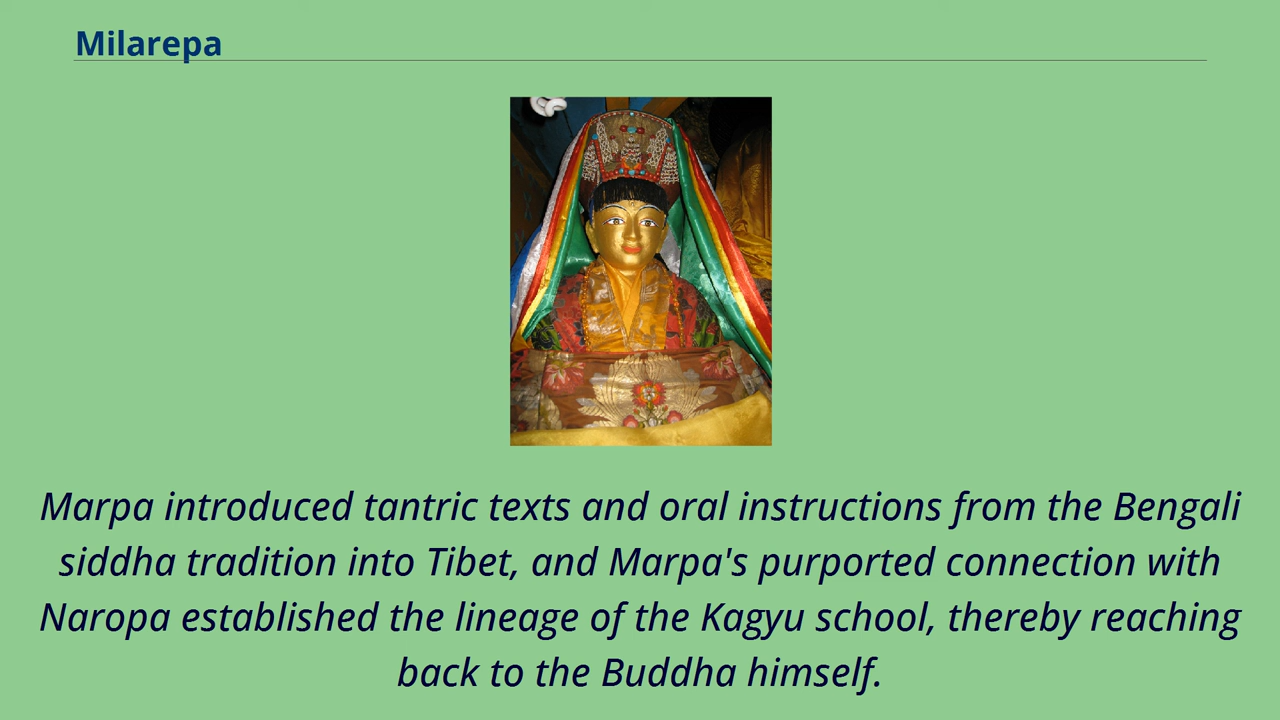 Milarepa
Marpa introduced tantric texts and oral instructions from the Bengali
siddha tradition into Tibet, and Marpa's purported connection with
Naropa established the lineage of the Kagyu school, thereby reaching
back to the Buddha himself.